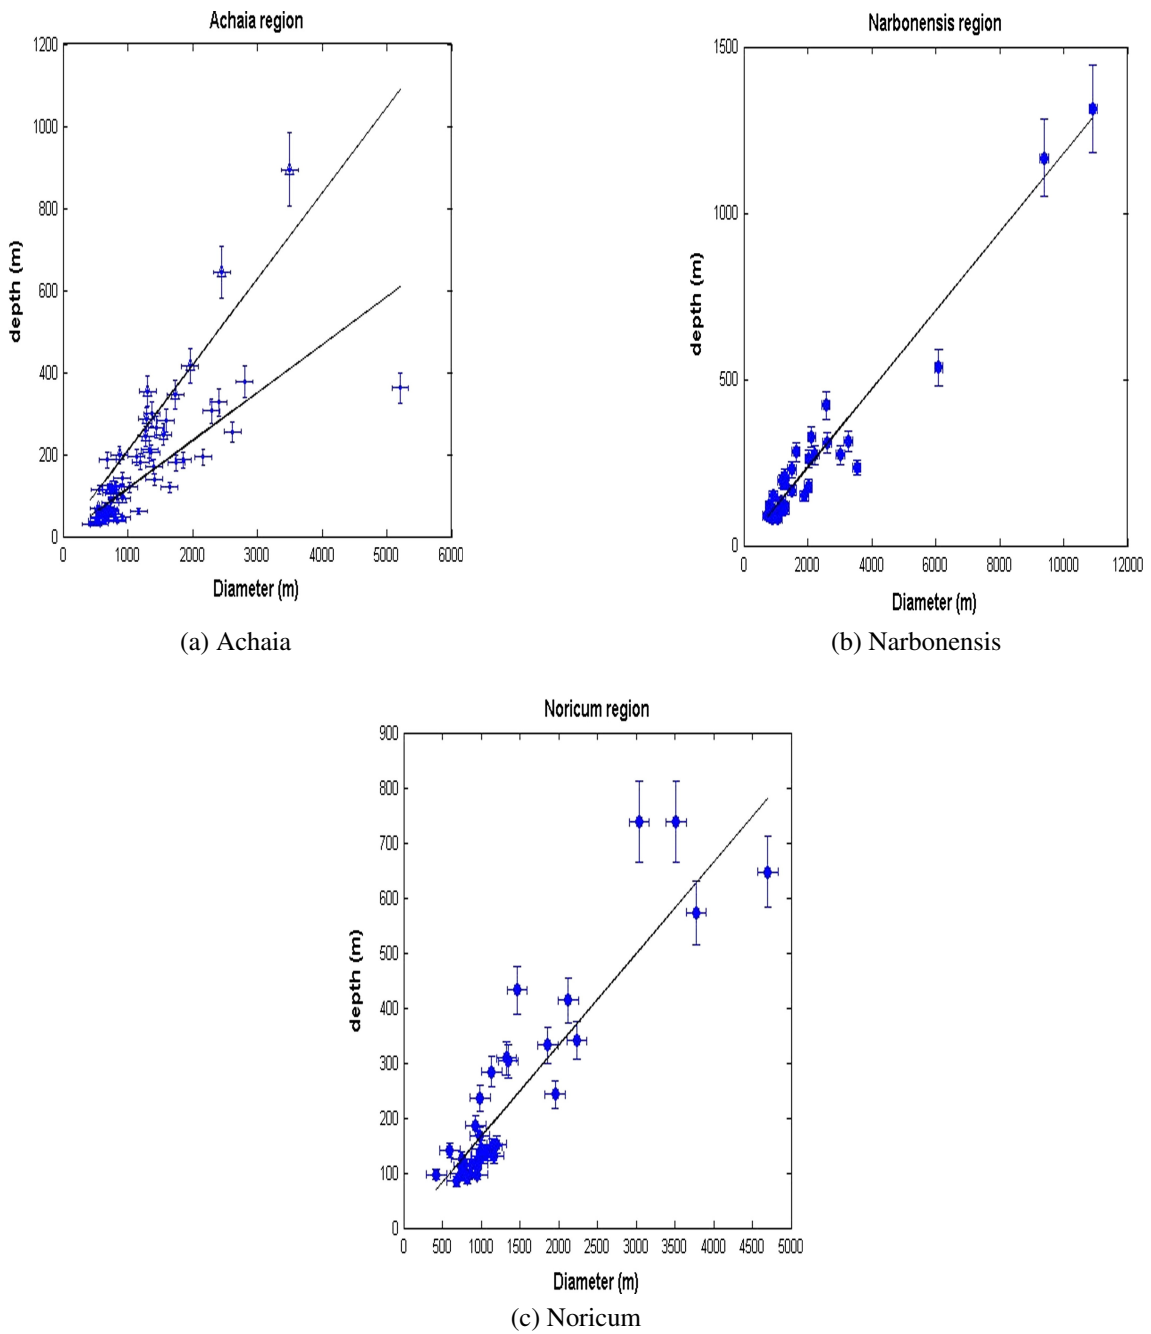 Achaia region
1200
1000
800
600
400
200
0
depth (m)
0 1000 2000 3000 4000 5000 6000
Diameter (m)
(a) Achaia
Narbonensis region
1500
1000
500
0
depth (m)
0 2000 4000 6000 8000 10000 12000
Diameter (m)
(b) Narbonensis
Noricum region
900
800
700
600
500
400
300
200
100
0
depth (m)
0 500 1000 1500 2000 2500 3000 3500 4000 4500 5000
Diameter (m)
(c) Noricum